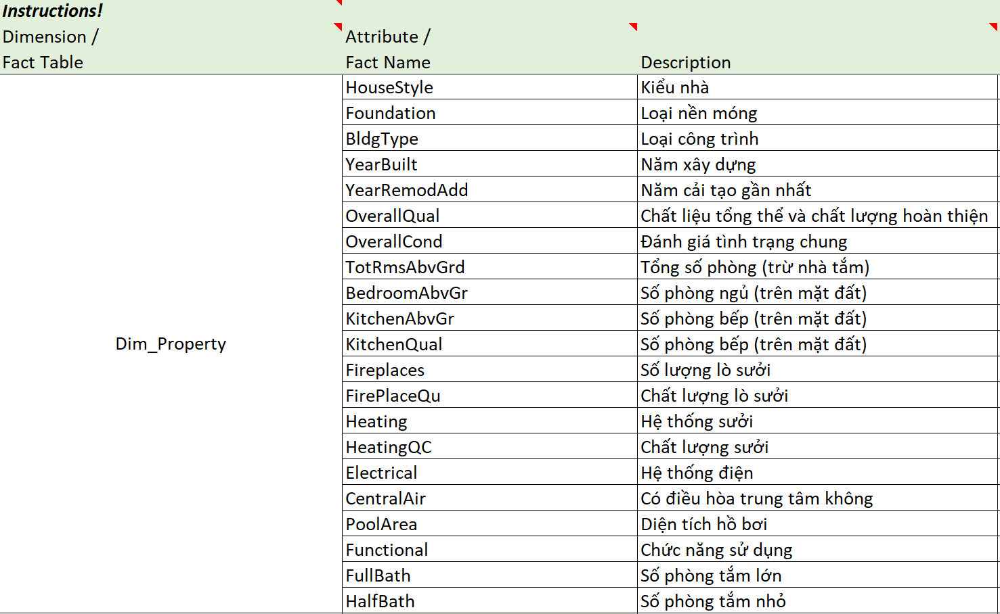 Instructions!
Dimension /
Fact Table
Attribute /
Fact Name
Description
HouseStyle Kiểu nhà
Foundation Loại nền móng
BldgType Loại công trình
YearBuilt Năm xây dựng
YearRemodAdd Năm cải tạo gần nhất
OverallQual Chất liệu tổng thể và chất lượng hoàn thiện
OverallCond Đánh giá tình trạng chung
TotRmsAbvGrd Tổng số phòng (trừ nhà tắm)
BedroomAbvGr Số phòng ngủ (trên mặt đất)
KitchenAbvGr Số phòng bếp (trên mặt đất)
Dim_Property
KitchenQual Số phòng bếp (trên mặt đất)
Fireplaces Số lượng lò sưởi
FirePlaceQu Chất lượng lò sưởi
Heating Hệ thống sưởi
HeatingQC Chất lượng sưởi
Electrical Hệ thống điện
CentralAir Có điều hòa trung tâm không
PoolArea Diện tích hồ bơi
Functional Chức năng sử dụng
FullBath Số phòng tắm lớn
HalfBath Số phòng tắm nhỏ